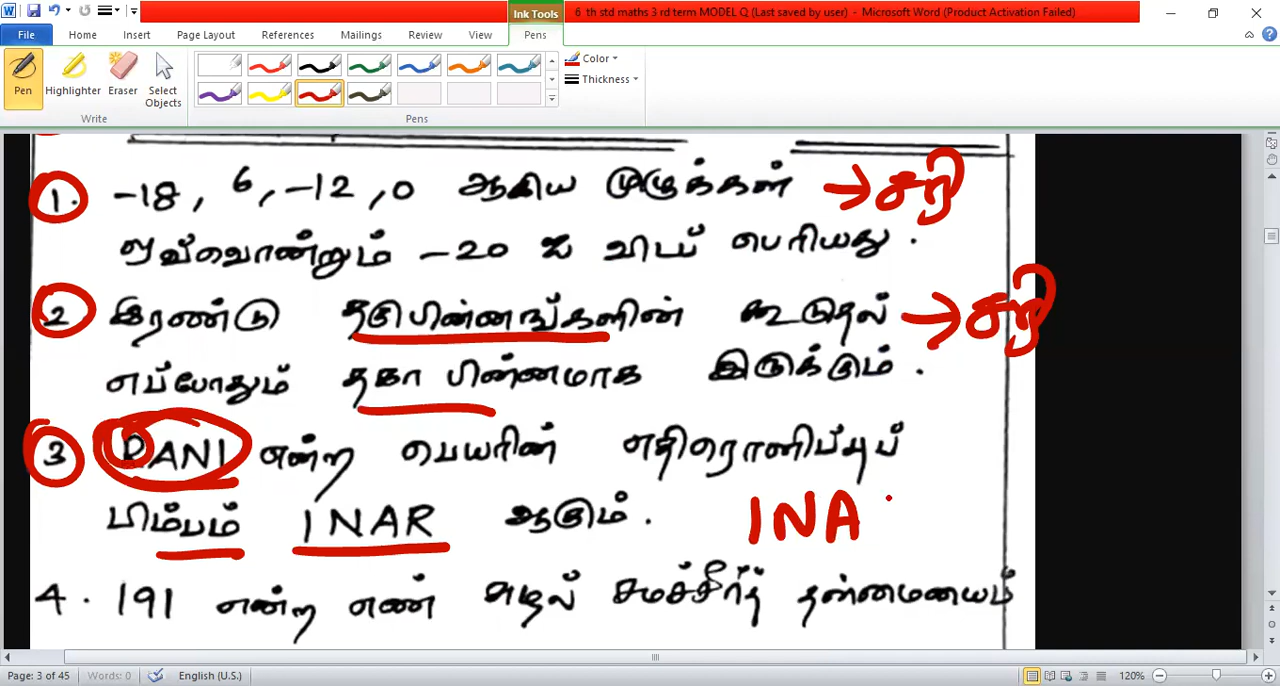 6 th std maths 3 rd term MODEL Q (Last saved by user) - Microsoft Word (Product Activation Failed)
Ink Tools
File Home Insert Page Layout References Mailings Review View Pens
Pen Highlighter Eraser Select Objects
Color
Thickness
Write Pens
1. -18, 6, -12, 0 ஆகிய முழுக்கள் → சரி
ஒவ்வொன்றும் -20 ஐ விடப் பெரியது.
2 இரண்டு தகுபின்னங்களின் கூடுதல் → சரி
எப்போதும் தகா பின்னமாக இருக்கும்.
3 RANI என்ற பெயரின் எதிரொளிப்புப்
பிம்பம் INAR ஆகும். INA
4. 191 என்ற எண் சுழல் சமச்சீர்த் தன்மையைப்
Page: 3 of 45 Words: 0 English (U.S.) 120%